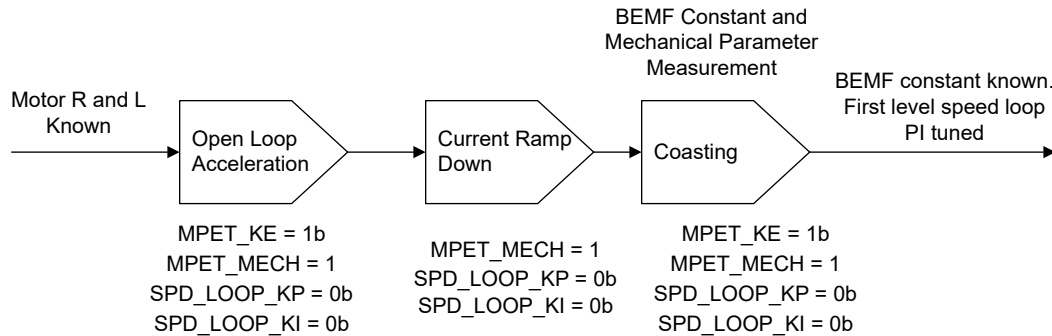 BEMF Constant and
Mechanical Parameter
Measurement
Motor R and L
Known
Open Loop
Acceleration
Current Ramp
Down
Coasting
BEMF constant known.
First level speed loop
PI tuned
MPET_KE = 1b
MPET_MECH = 1
SPD_LOOP_KP = 0b
SPD_LOOP_KI = 0b
MPET_MECH = 1
SPD_LOOP_KP = 0b
SPD_LOOP_KI = 0b
MPET_KE = 1b
MPET_MECH = 1
SPD_LOOP_KP = 0b
SPD_LOOP_KI = 0b